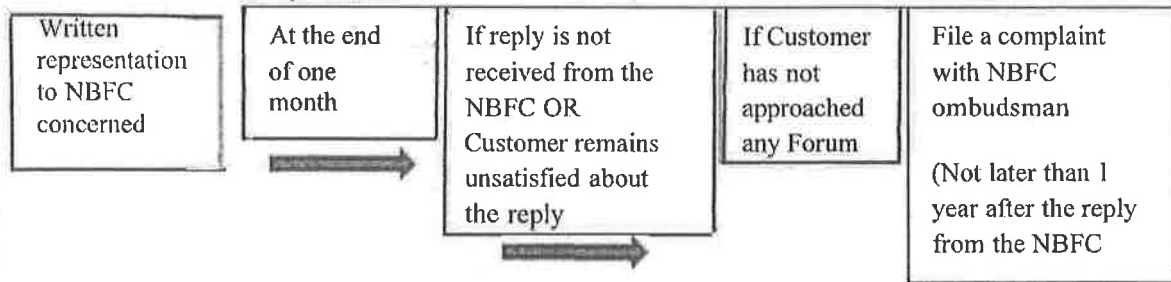 Written
representation
to NBFC
concerned
At the end
of one
month
If reply is not
received from the
NBFC OR
Customer remains
unsatisfied about
the reply
If Customer
has not
approached
any Forum
File a complaint
with NBFC
ombudsman
(Not later than 1
year after the reply
from the NBFC